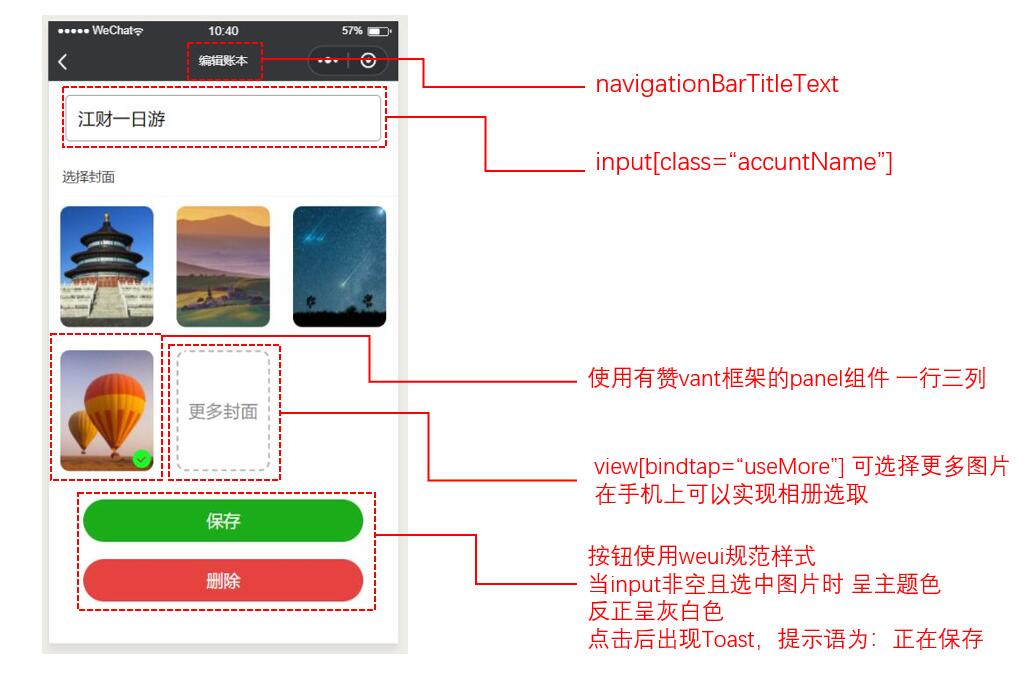 ●●●●● WeChat 10:40 57%
编辑账本
navigationBarTitleText
江财一日游
input[class=“accuntName”]
选择封面
使用有赞vant框架的panel组件 一行三列
更多封面
view[bindtap=“useMore”] 可选择更多图片
在手机上可以实现相册选取
保存
删除
按钮使用weui规范样式
当input非空且选中图片时 呈主题色
反正呈灰白色
点击后出现Toast，提示语为：正在保存